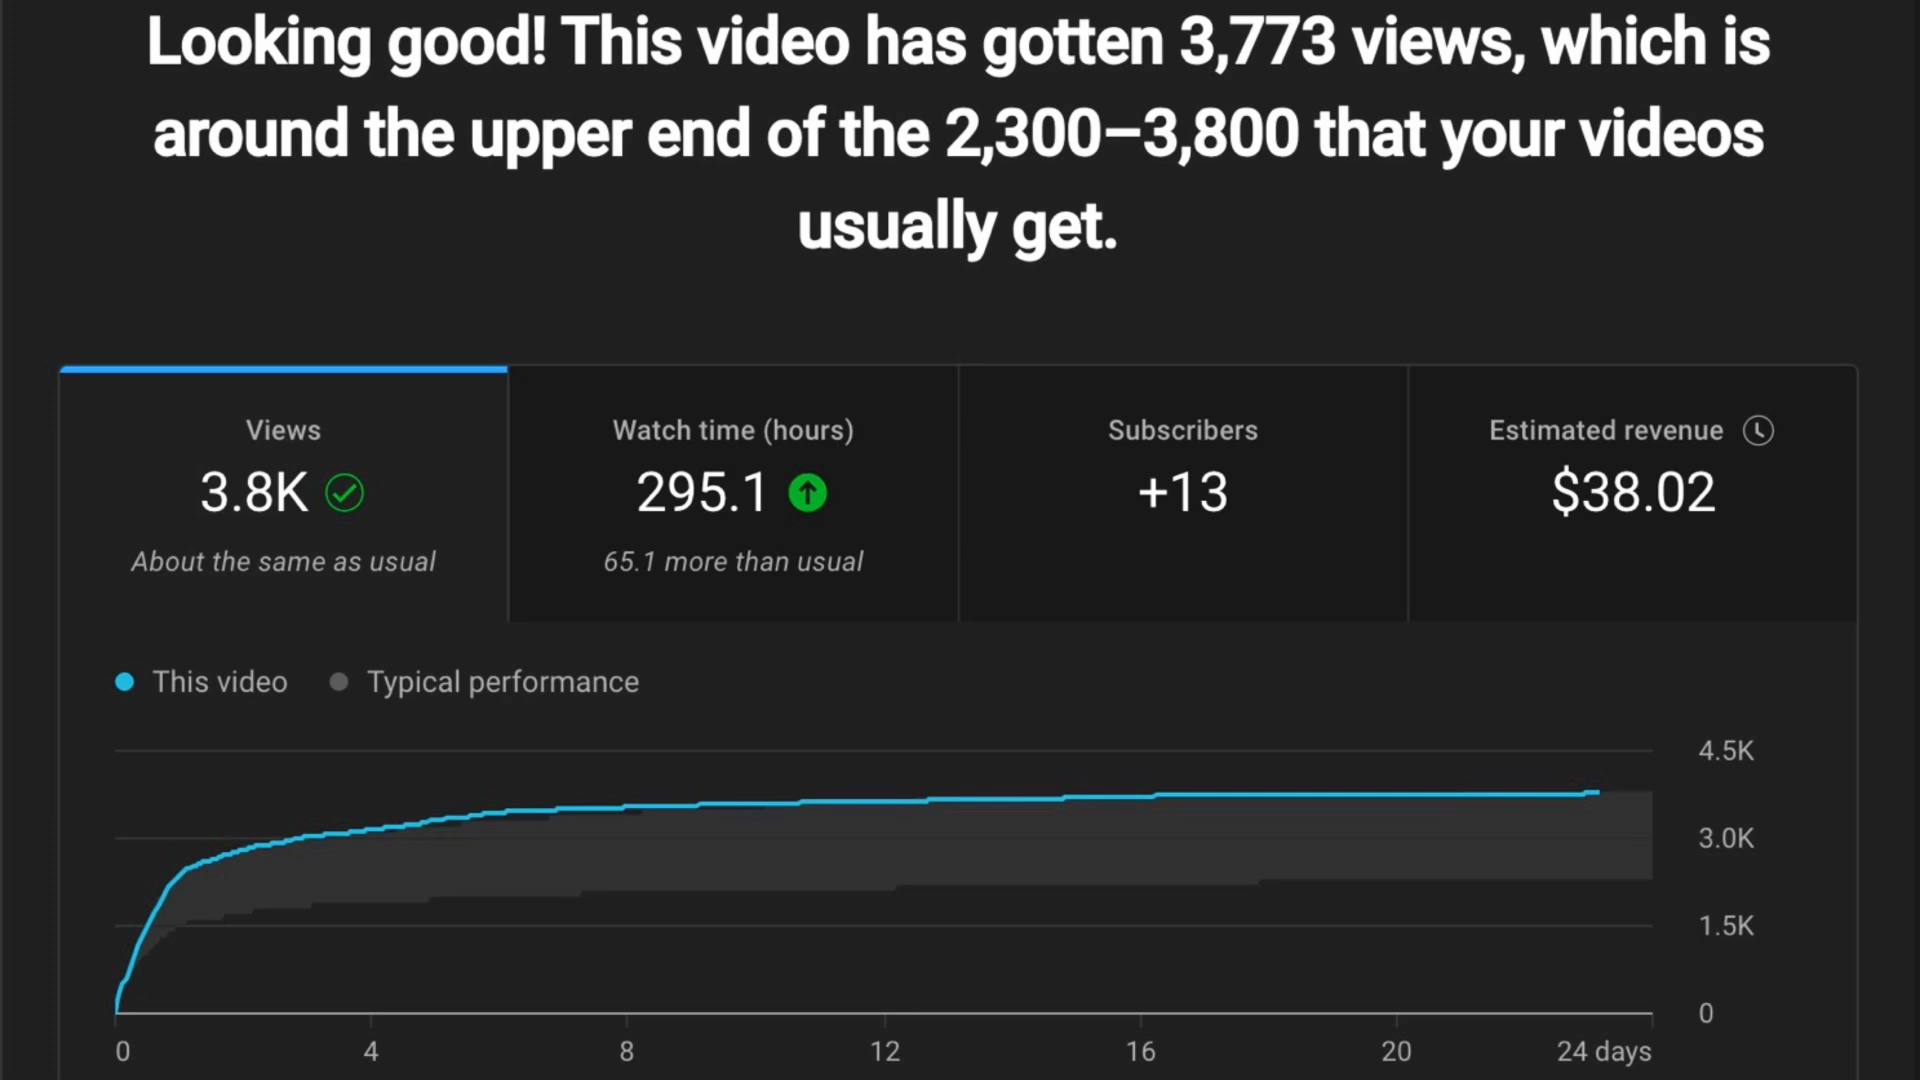 Looking good! This video has gotten 3,773 views, which is
around the upper end of the 2,300–3,800 that your videos
usually get.
Views
3.8K
About the same as usual
Watch time (hours)
295.1
65.1 more than usual
Subscribers
+13
Estimated revenue
$38.02
This video
Typical performance
4.5K
3.0K
1.5K
0
0 4 8 12 16 20 24 days